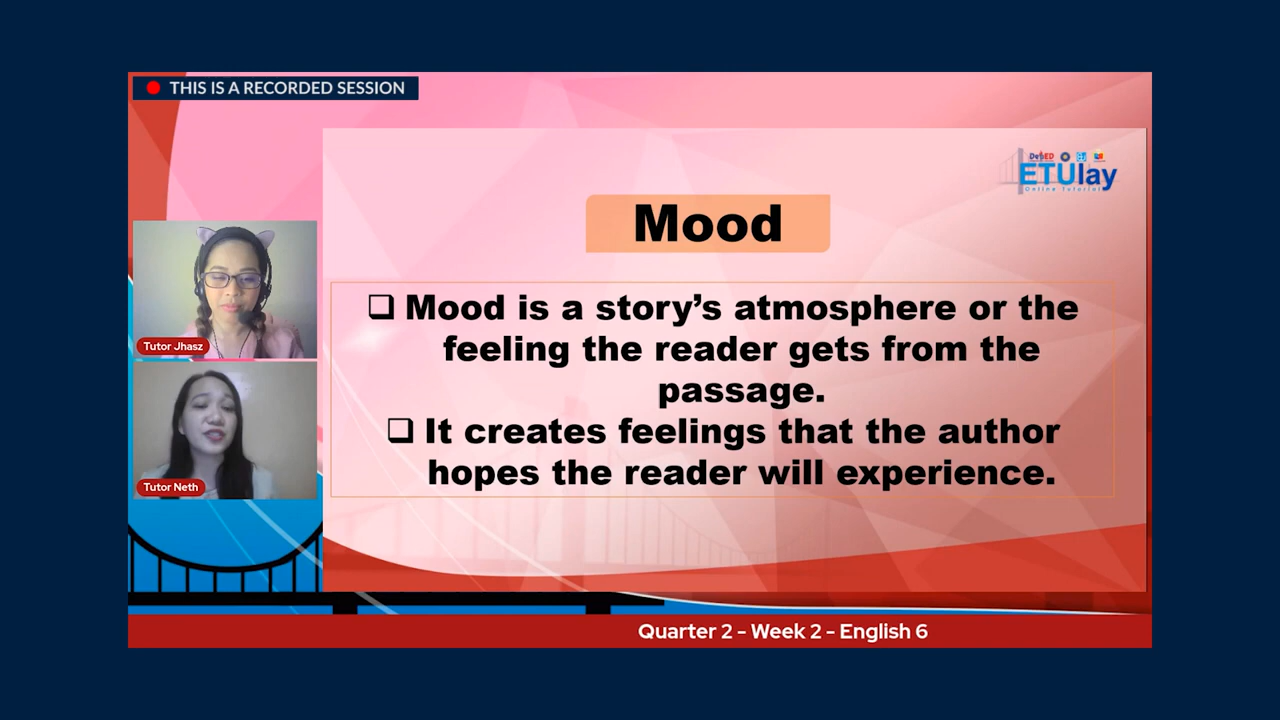 THIS IS A RECORDED SESSION
DepED
ETUlay
Online Tutorial
Mood
❑ Mood is a story’s atmosphere or the
feeling the reader gets from the
passage.
❑ It creates feelings that the author
hopes the reader will experience.
Tutor Jhasz
Tutor Neth
Quarter 2 – Week 2 – English 6